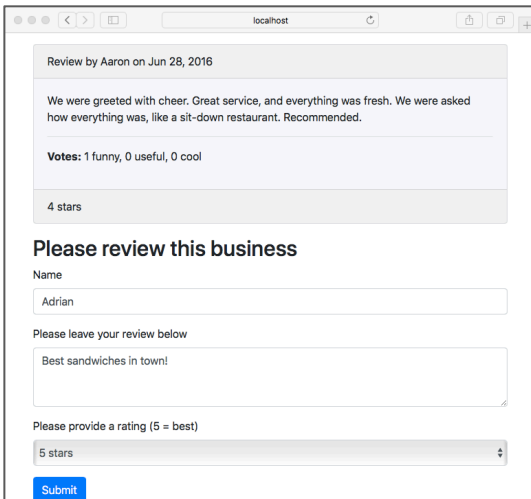 localhost
Review by Aaron on Jun 28, 2016
We were greeted with cheer. Great service, and everything was fresh. We were asked
how everything was, like a sit-down restaurant. Recommended.
Votes: 1 funny, 0 useful, 0 cool
4 stars
Please review this business
Name
Adrian
Please leave your review below
Best sandwiches in town!
Please provide a rating (5 = best)
5 stars
Submit